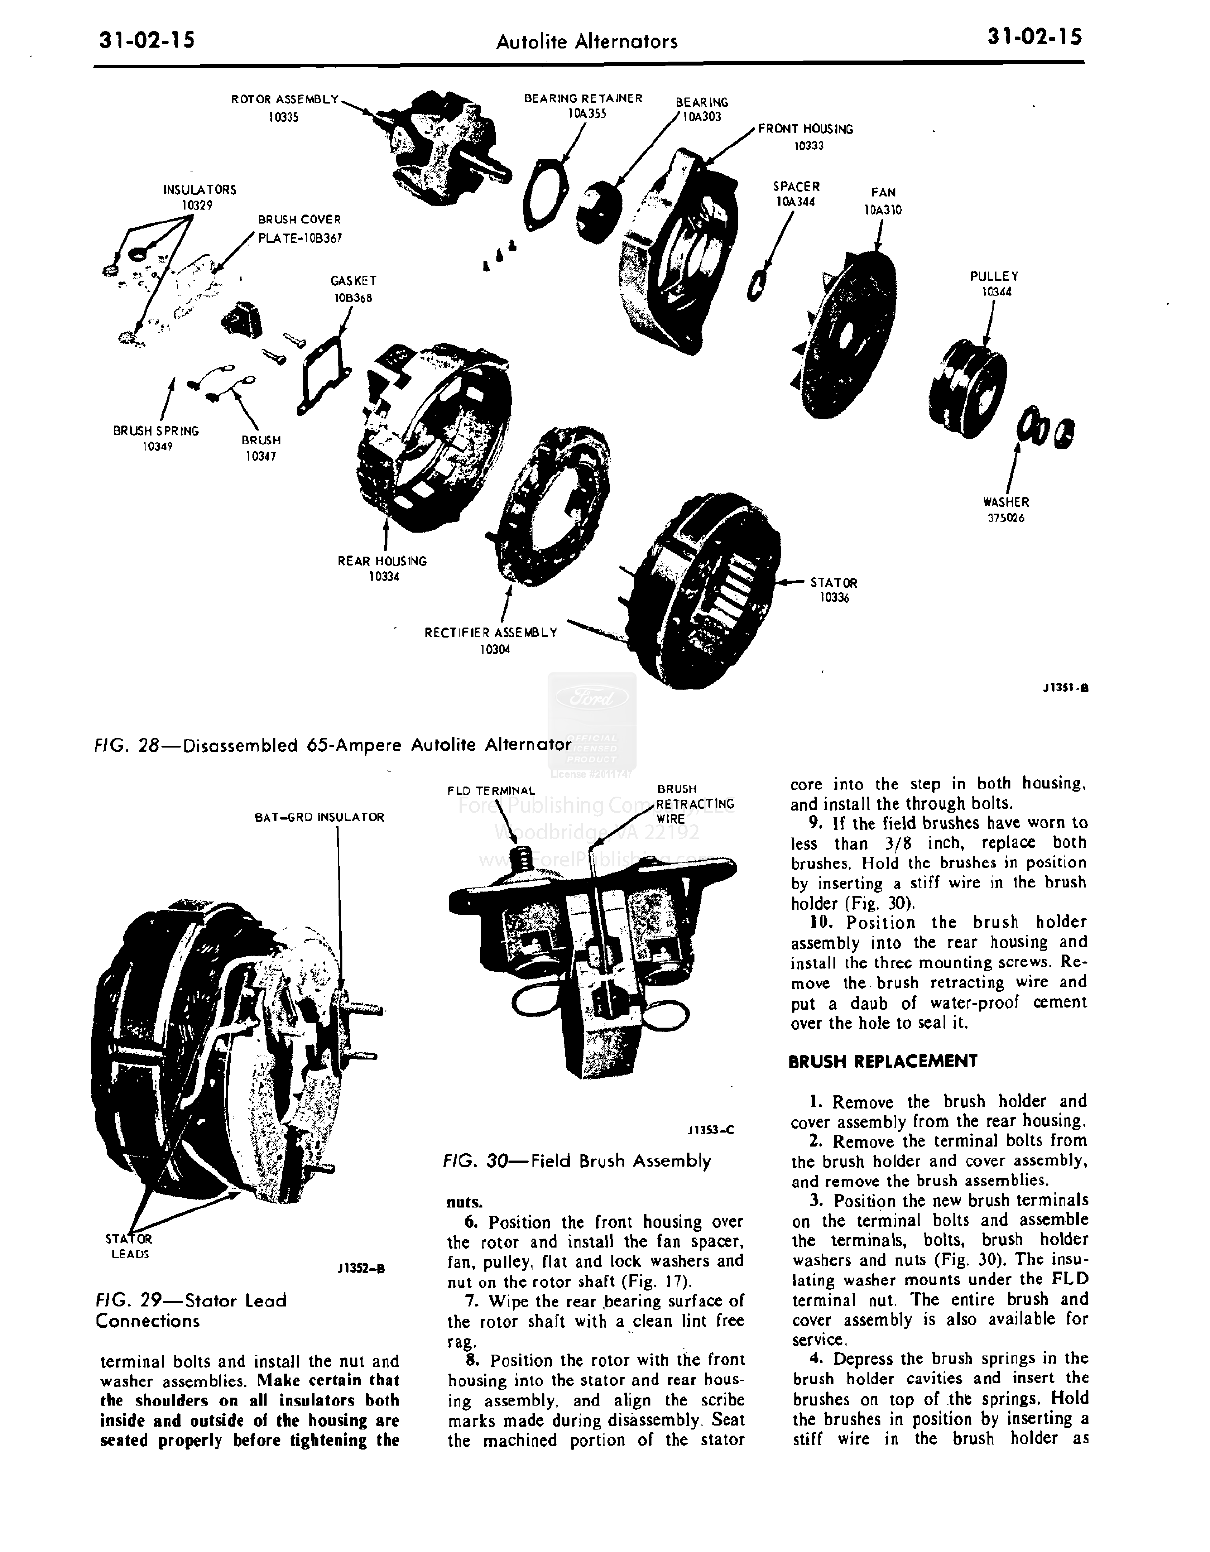 31-02-15
Autolite Alternators
31-02-15
ROTOR ASSEMBLY
10335
BEARING RETAINER
10A355
BEARING
10A303
FRONT HOUSING
10333
INSULATORS
10329
BRUSH COVER
PLATE-10B367
SPACER
10A344
FAN
10A310
GASKET
10B368
PULLEY
10344
BRUSH SPRING
10349
BRUSH
10347
WASHER
375026
REAR HOUSING
10334
STATOR
10336
RECTIFIER ASSEMBLY
10304
J1351-B
Ford
OFFICIAL
LICENSED
PRODUCT
License #2011747
FIG. 28—Disassembled 65-Ampere Autolite Alternator
BAT-GRD INSULATOR
STATOR
LEADS
J1352-B
FIG. 29—Stator Lead
Connections
terminal bolts and install the nut and
washer assemblies. Make certain that
the shoulders on all insulators both
inside and outside of the housing are
seated properly before tightening the
FLD TERMINAL
BRUSH
RETRACTING
WIRE
Forel Publishing Company, LLC
Woodbridge, VA 22192
www.ForelPublishing.com
J1353-C
FIG. 30—Field Brush Assembly
nuts.
6. Position the front housing over
the rotor and install the fan spacer,
fan, pulley, flat and lock washers and
nut on the rotor shaft (Fig. 17).
7. Wipe the rear bearing surface of
the rotor shaft with a clean lint free
rag.
8. Position the rotor with the front
housing into the stator and rear hous-
ing assembly, and align the scribe
marks made during disassembly. Seat
the machined portion of the stator
core into the step in both housing,
and install the through bolts.
9. If the field brushes have worn to
less than 3/8 inch, replace both
brushes. Hold the brushes in position
by inserting a stiff wire in the brush
holder (Fig. 30).
10. Position the brush holder
assembly into the rear housing and
install the three mounting screws. Re-
move the brush retracting wire and
put a daub of water-proof cement
over the hole to seal it.
BRUSH REPLACEMENT
1. Remove the brush holder and
cover assembly from the rear housing.
2. Remove the terminal bolts from
the brush holder and cover assembly,
and remove the brush assemblies.
3. Position the new brush terminals
on the terminal bolts and assemble
the terminals, bolts, brush holder
washers and nuts (Fig. 30). The insu-
lating washer mounts under the FLD
terminal nut. The entire brush and
cover assembly is also available for
service.
4. Depress the brush springs in the
brush holder cavities and insert the
brushes on top of the springs. Hold
the brushes in position by inserting a
stiff wire in the brush holder as